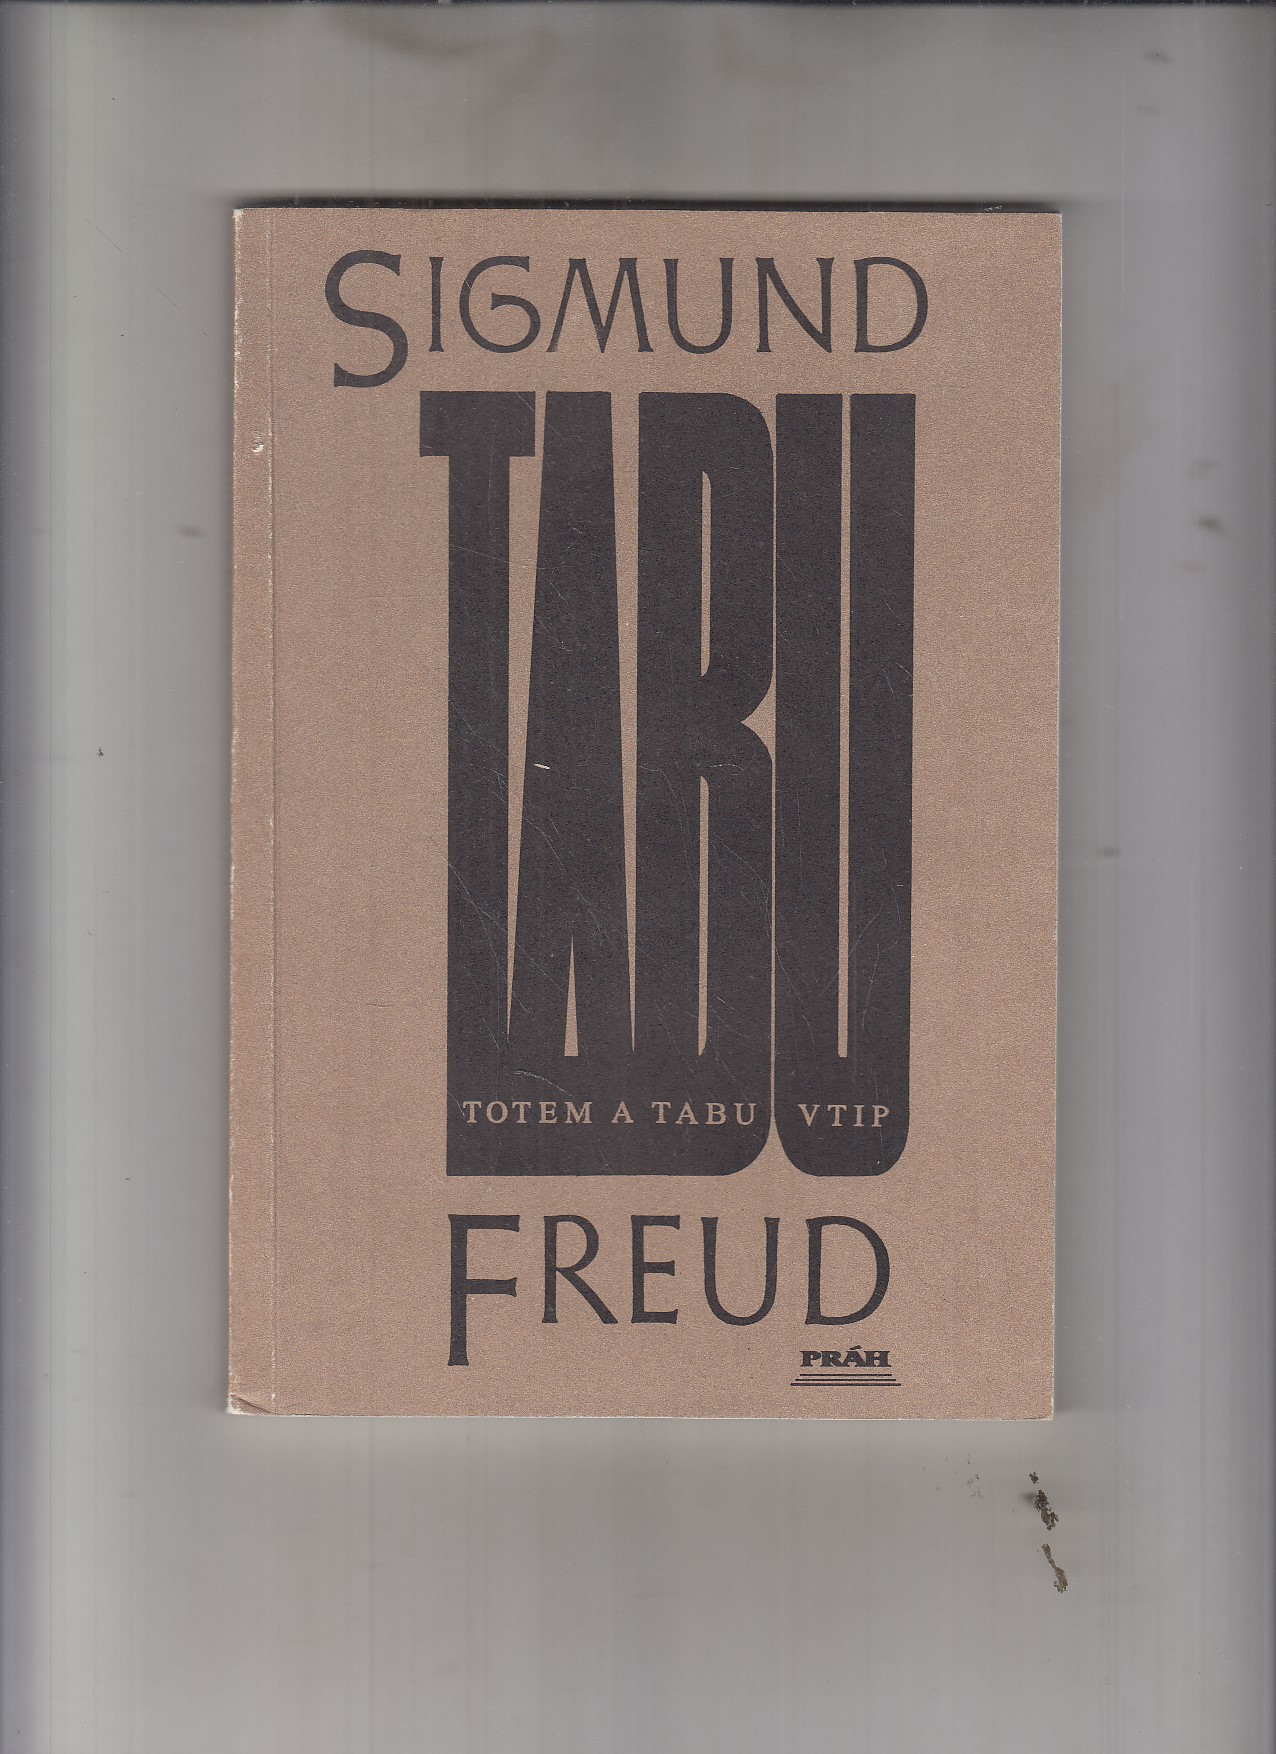 SIGMUND
TABU
TOTEM A TABU VTIP
FREUD
PRÁH